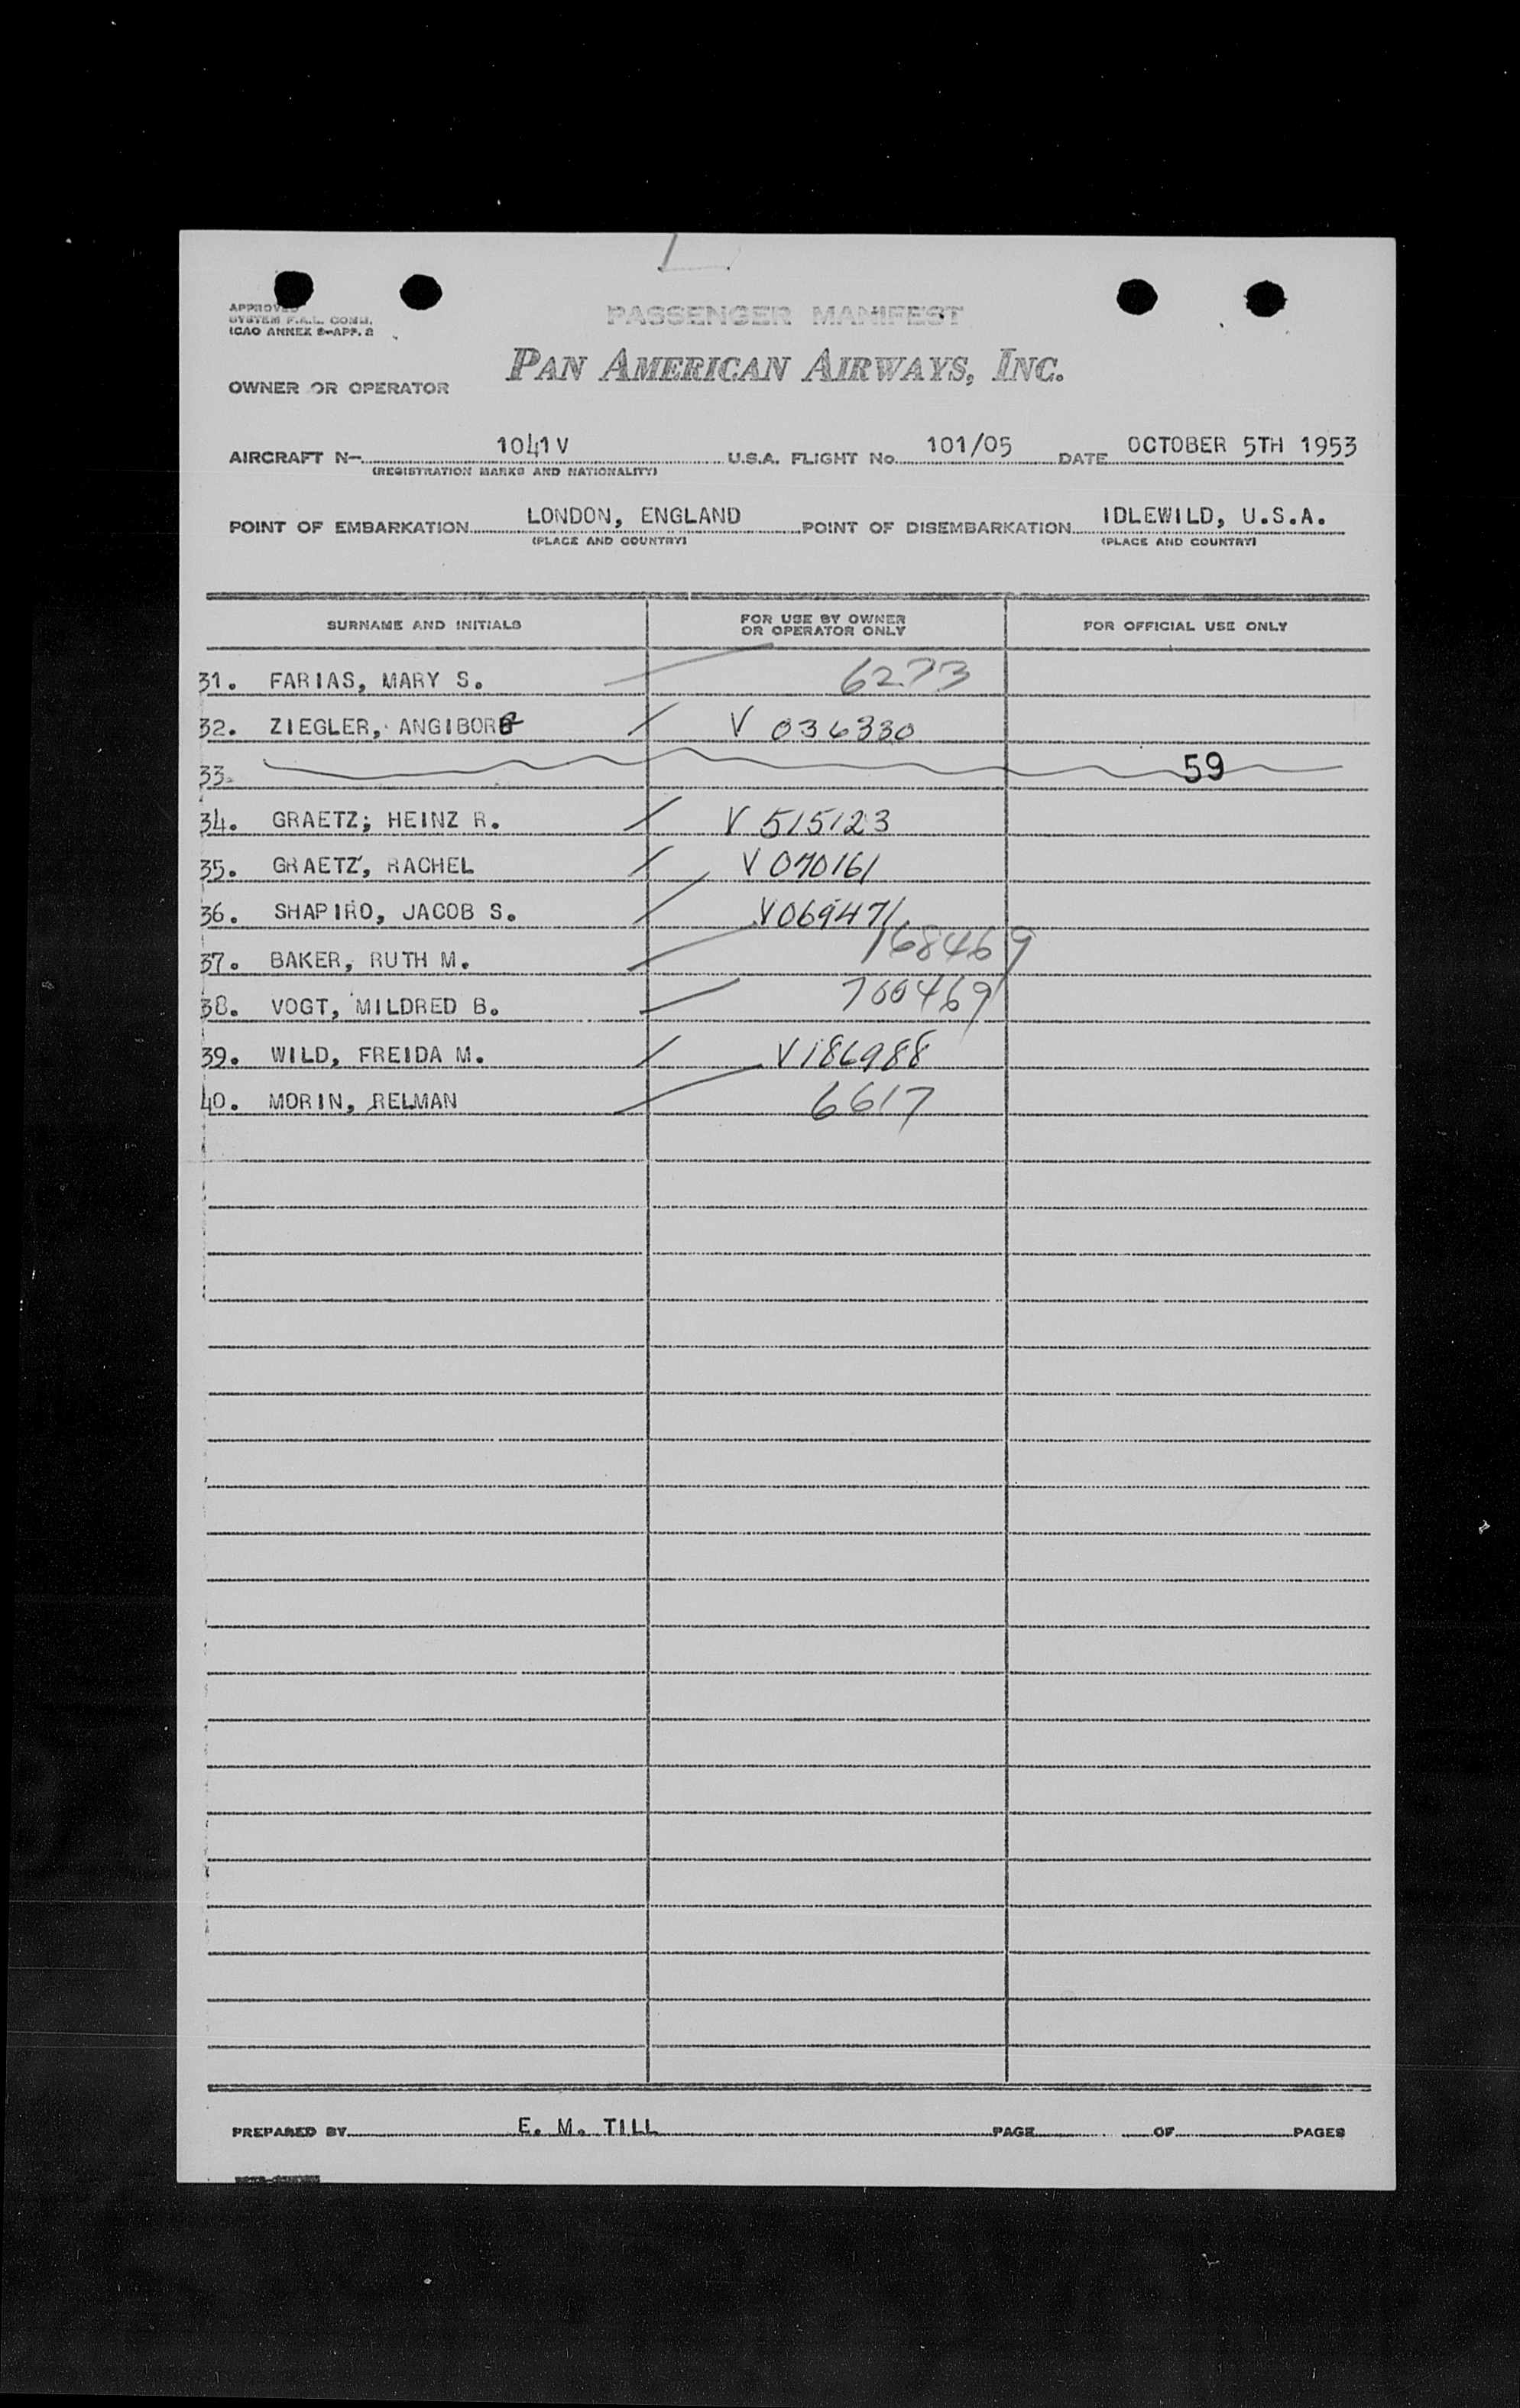 APPROVED
SYSTEM F.A.L. COMM.
ICAO ANNEX 9-APP. 2
PASSENGER MANIFEST
PAN AMERICAN AIRWAYS, INC.
OWNER OR OPERATOR
AIRCRAFT N- 1041V U.S.A. FLIGHT No. 101/05 DATE OCTOBER 5TH 1953
(REGISTRATION MARKS AND NATIONALITY)
POINT OF EMBARKATION LONDON, ENGLAND POINT OF DISEMBARKATION IDLEWILD, U.S.A.
(PLACE AND COUNTRY) (PLACE AND COUNTRY)
SURNAME AND INITIALS FOR USE BY OWNER OR OPERATOR ONLY FOR OFFICIAL USE ONLY
31. FARIAS, MARY S. 6273
32. ZIEGLER, ANGIBORE V 036330
33. 59
34. GRAETZ; HEINZ R. V 515123
35. GRAETZ, RACHEL V 070161
36. SHAPIRO, JACOB S. V069471
37. BAKER, RUTH M. 168469
38. VOGT, MILDRED B. 700469
39. WILD, FREIDA M. V186988
40. MORIN, RELMAN 6617
PREPARED BY E. M. TILL PAGE OF PAGES